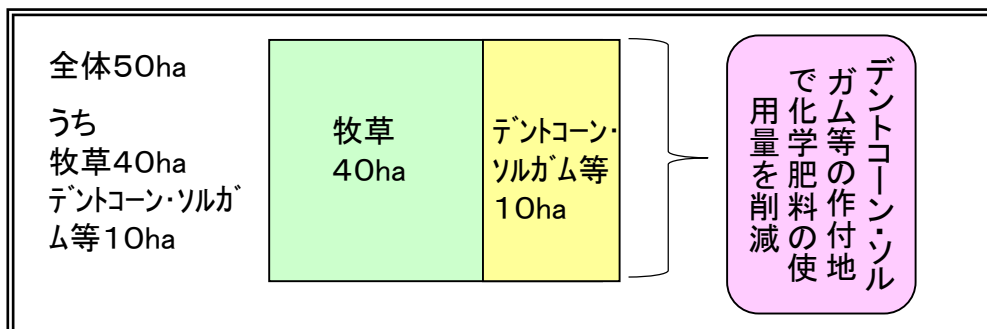 全体50ha
うち
牧草40ha
デントコーン・ソルガ
ム等10ha
牧草
40ha
デントコーン・
ソルガム等
10ha
デントコーン・ソル
ガム等の作付地
で化学肥料の使
用量を削減